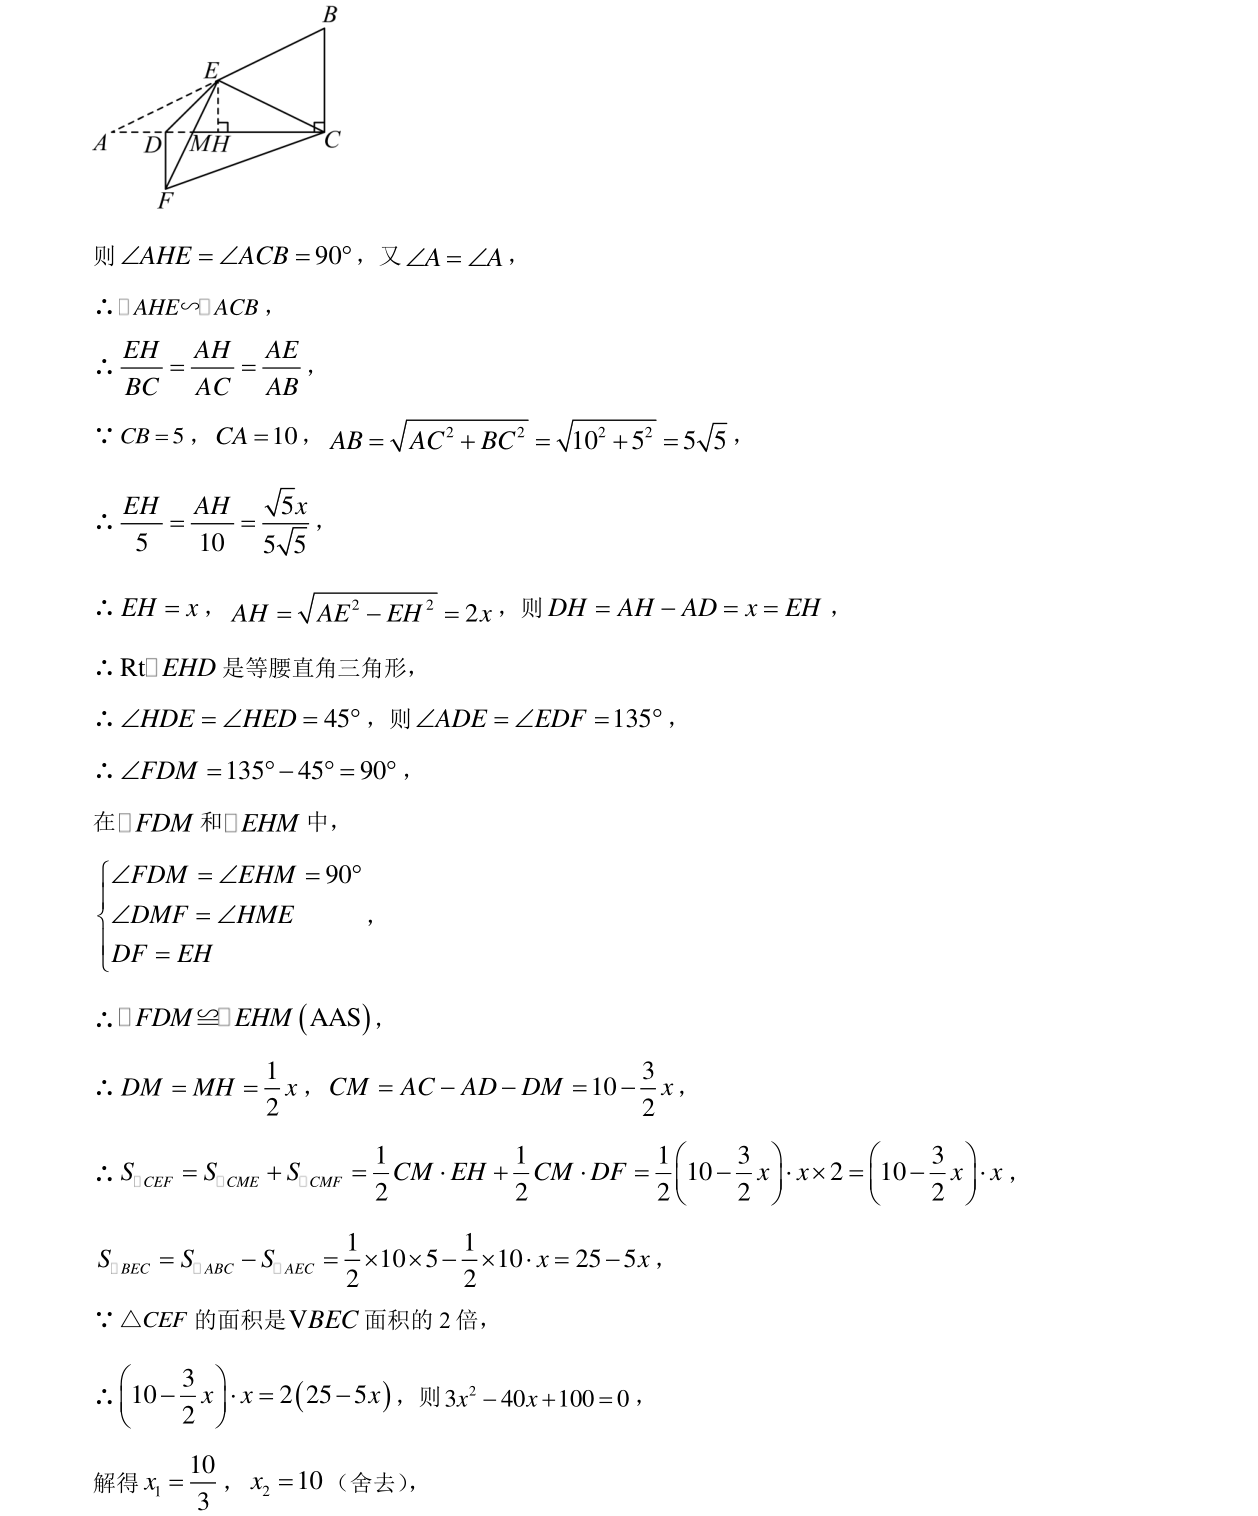 B
E
A D M H C
F
则 ∠AHE = ∠ACB = 90°，又 ∠A = ∠A，
∴ □ AHE∽□ ACB，
∴ EH/BC = AH/AC = AE/AB，
∵ CB = 5，CA = 10，AB = √(AC² + BC²) = √(10² + 5²) = 5√5，
∴ EH/5 = AH/10 = √5x/5√5，
∴ EH = x，AH = √(AE² − EH²) = 2x，则 DH = AH − AD = x = EH，
∴ Rt□ EHD 是等腰直角三角形，
∴ ∠HDE = ∠HED = 45°，则 ∠ADE = ∠EDF = 135°，
∴ ∠FDM = 135° − 45° = 90°，
在 □ FDM 和 □ EHM 中，
{∠FDM = ∠EHM = 90°
∠DMF = ∠HME，
DF = EH
∴ □ FDM≌□ EHM (AAS)，
∴ DM = MH = 1/2 x，CM = AC − AD − DM = 10 − 3/2 x，
∴ S□CEF = S□CME + S□CMF = 1/2 CM · EH + 1/2 CM · DF = 1/2 (10 − 3/2 x) · x × 2 = (10 − 3/2 x) · x，
S□BEC = S□ABC − S□AEC = 1/2 × 10 × 5 − 1/2 × 10 · x = 25 − 5x，
∵ △CEF 的面积是VBEC 面积的 2 倍，
∴ (10 − 3/2 x) · x = 2(25 − 5x)，则 3x² − 40x + 100 = 0，
解得 x₁ = 10/3，x₂ = 10（舍去），